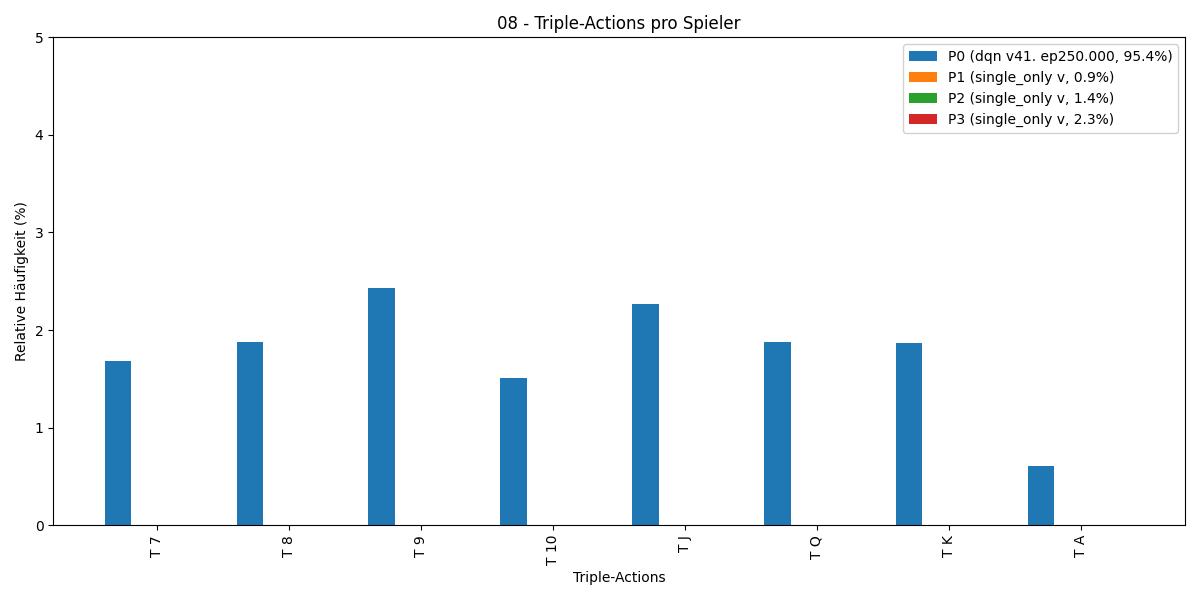 08 - Triple-Actions pro Spieler
P0 (dqn v41. ep250.000, 95.4%)
P1 (single_only v, 0.9%)
P2 (single_only v, 1.4%)
P3 (single_only v, 2.3%)
Relative Häufigkeit (%)
5
4
3
2
1
0
T 7
T 8
T 9
T 10
T J
T Q
T K
T A
Triple-Actions